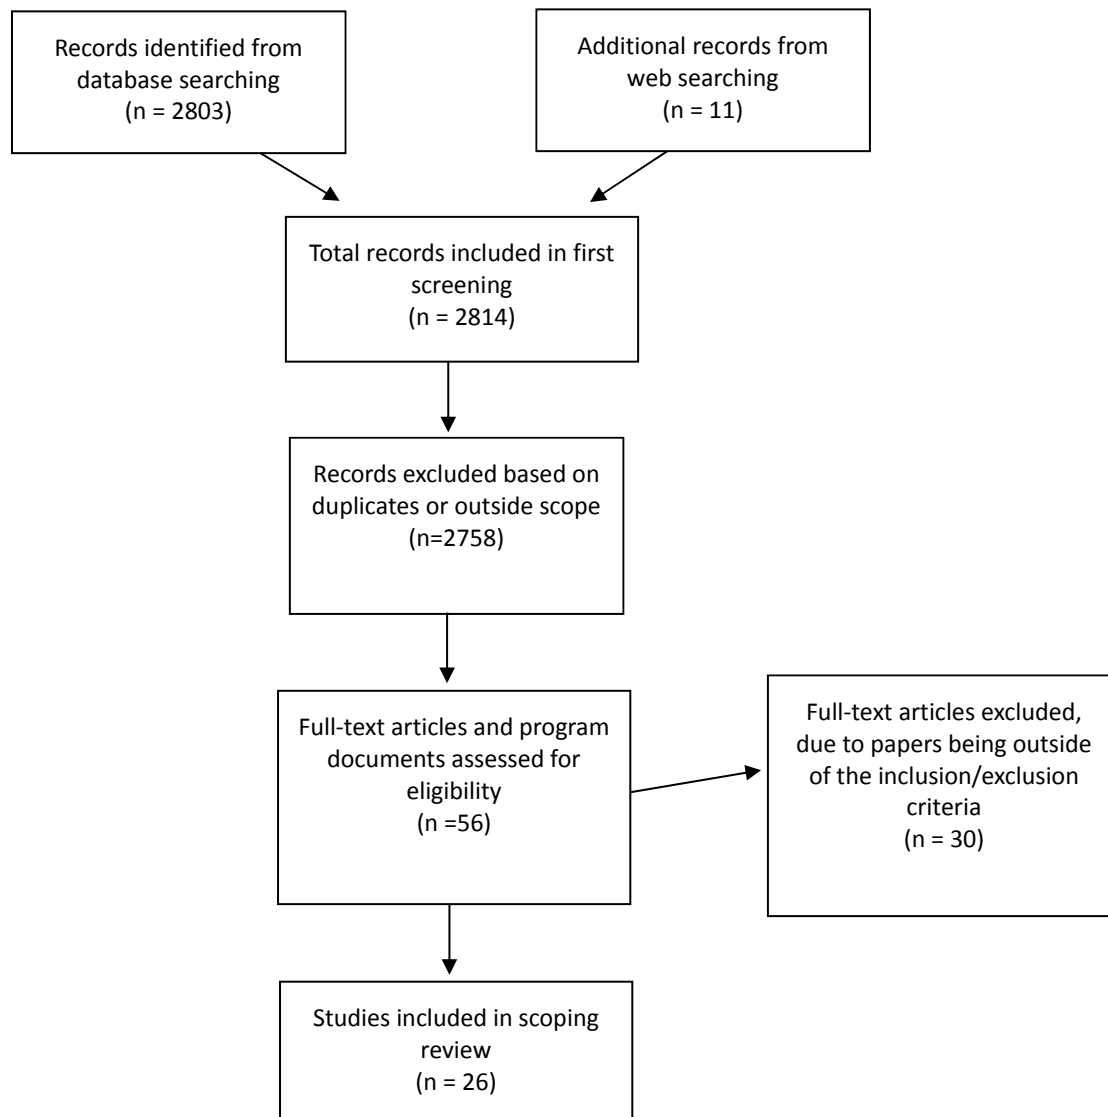 Records identified from
database searching
(n = 2803)
Additional records from
web searching
(n = 11)
Total records included in first
screening
(n = 2814)
Records excluded based on
duplicates or outside scope
(n=2758)
Full-text articles and program
documents assessed for
eligibility
(n =56)
Full-text articles excluded,
due to papers being outside
of the inclusion/exclusion
criteria
(n = 30)
Studies included in scoping
review
(n = 26)